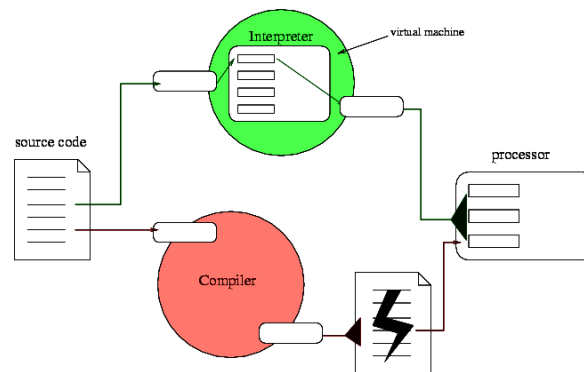 Interpreter
virtual machine
source code
processor
Compiler